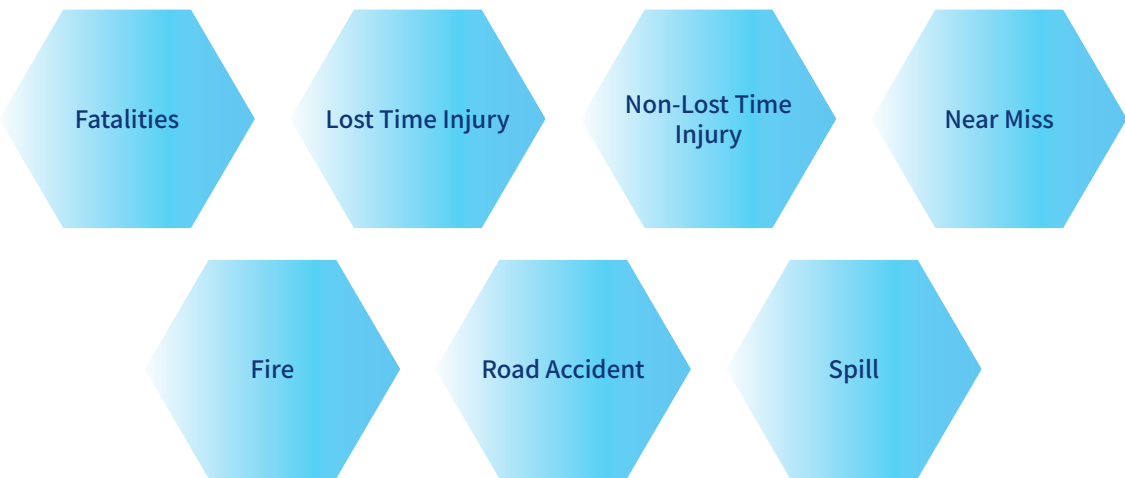 Fatalities
Lost Time Injury
Non-Lost Time
Injury
Near Miss
Fire
Road Accident
Spill